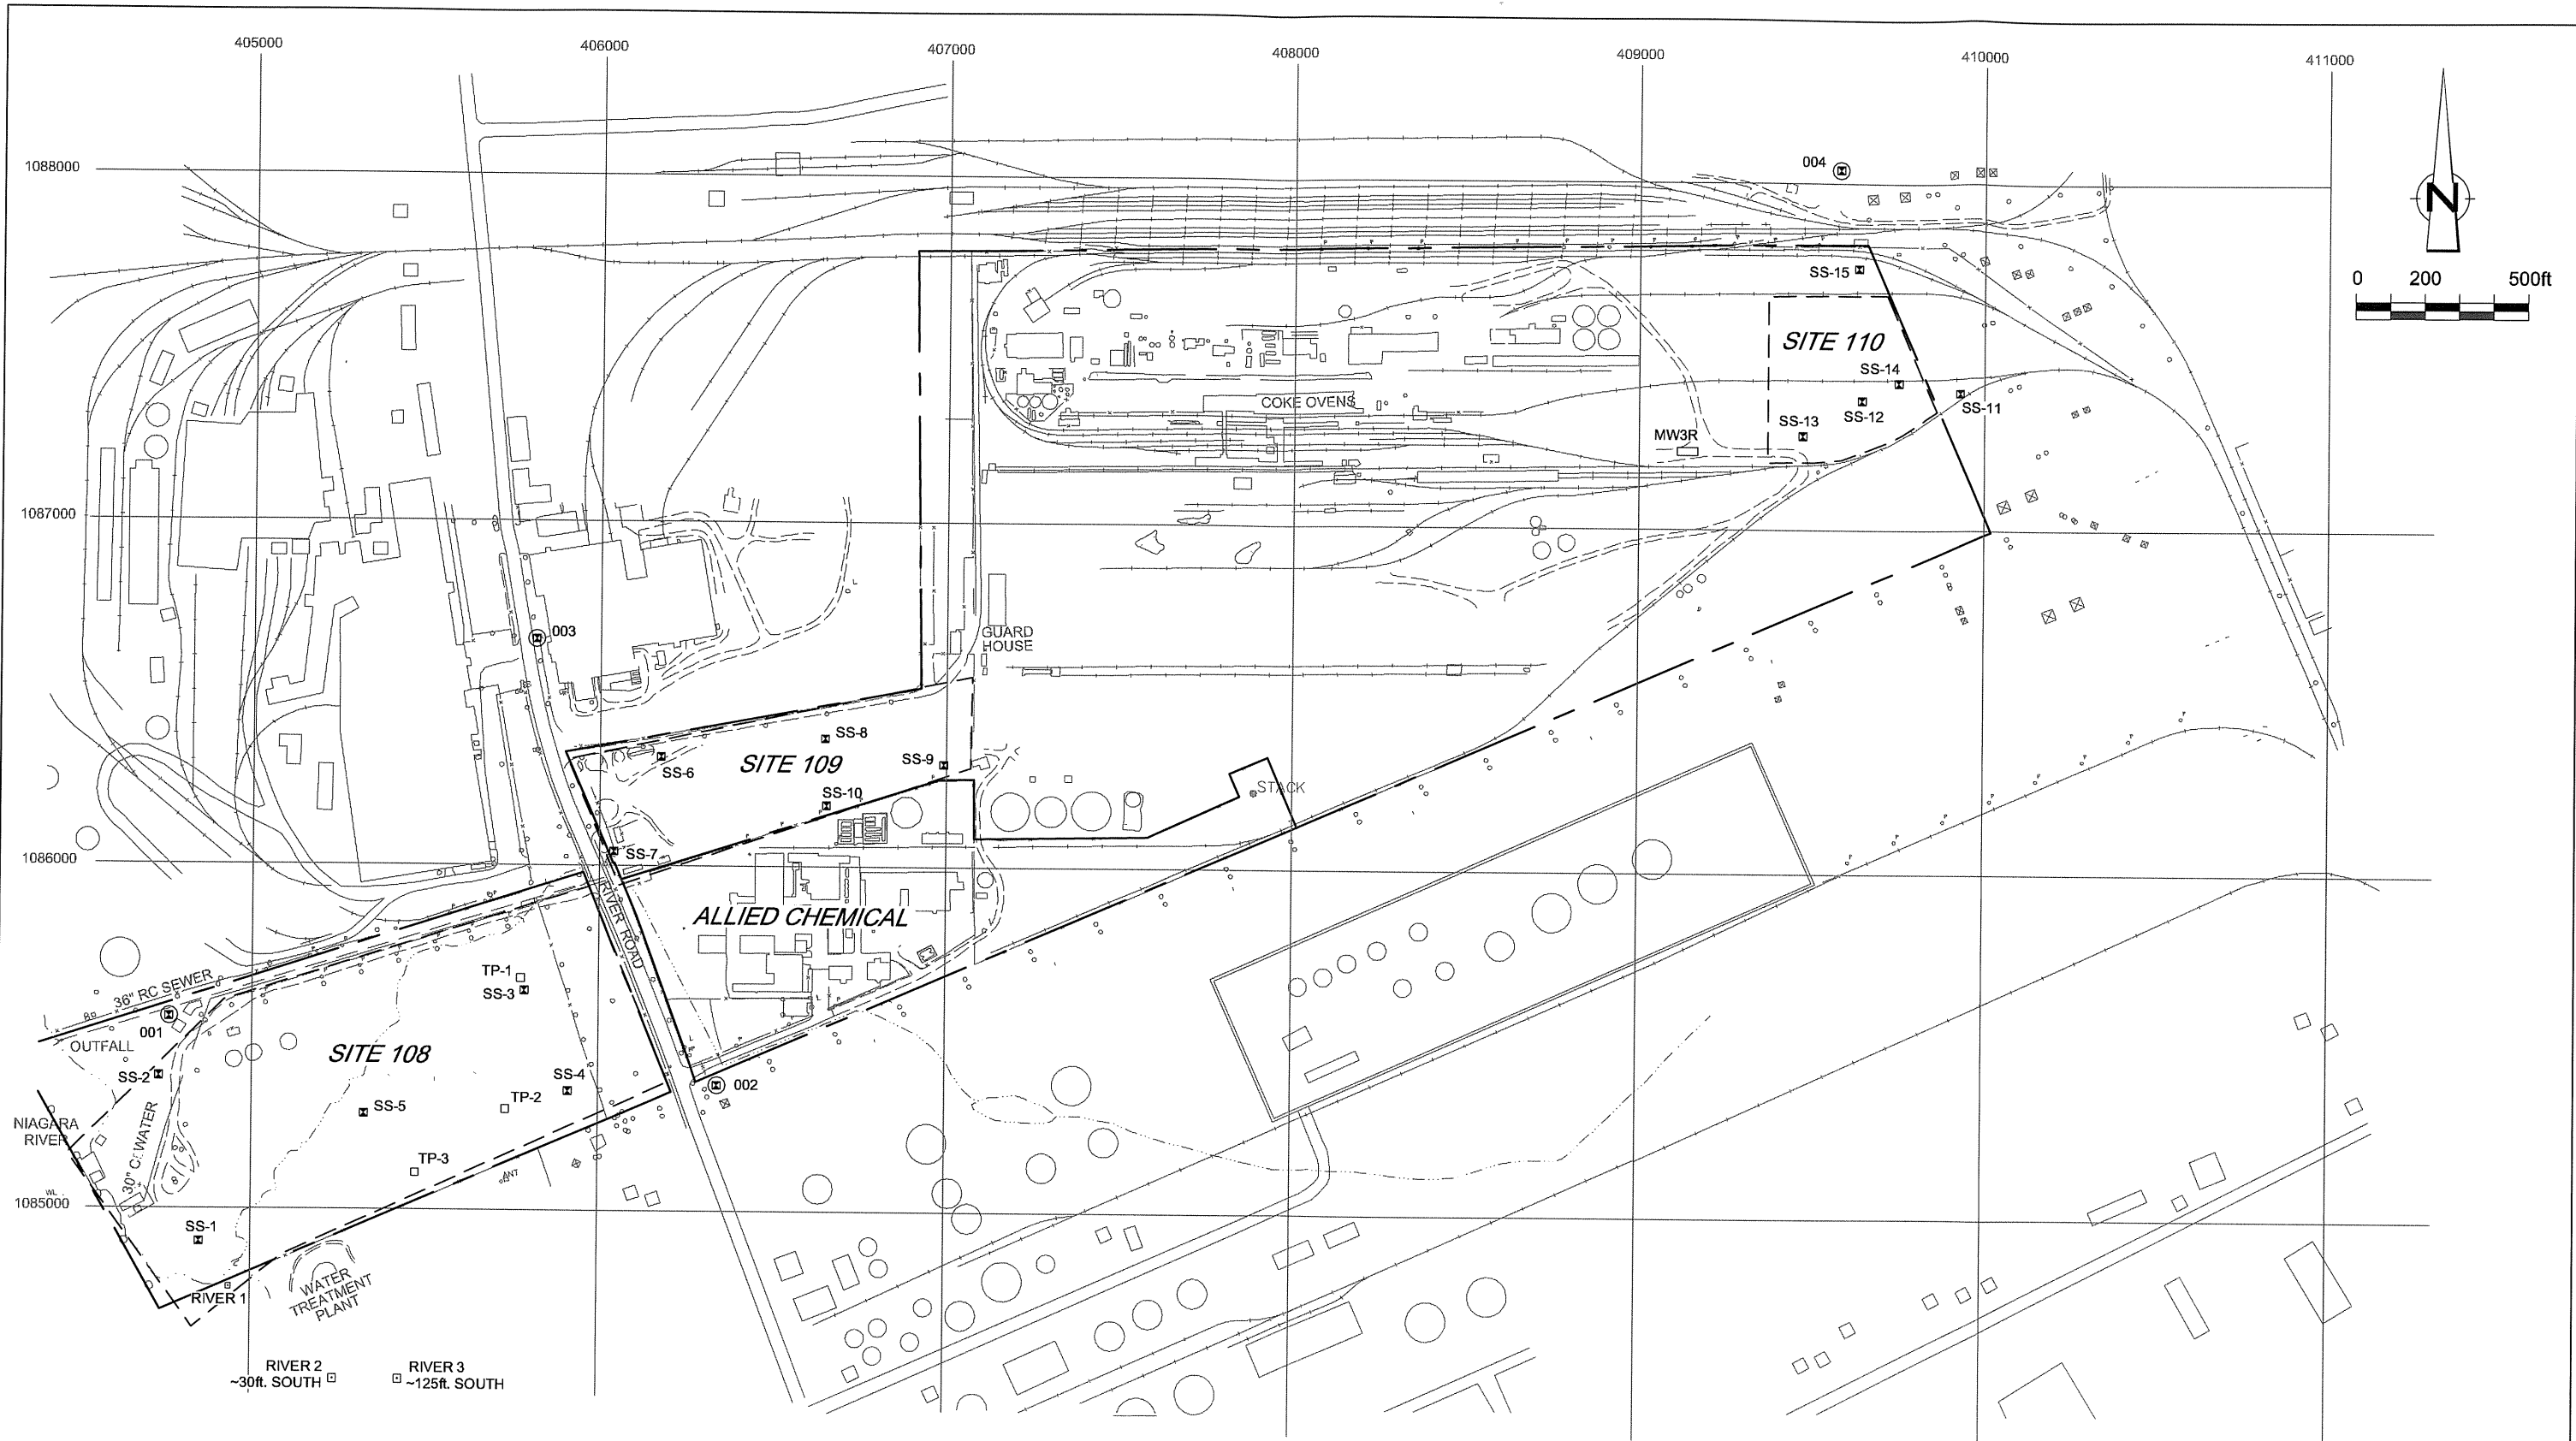 405000
406000
407000
408000
409000
410000
411000
1088000
004
N
0 200 500ft
SS-15
SITE 110
SS-14
COKE OVENS
SS-12
SS-11
SS-13
MW3R
1087000
003
GUARD
HOUSE
SS-8
SS-6
SITE 109
SS-9
STACK
SS-10
SS-7
1086000
RIVER ROAD
ALLIED CHEMICAL
TP-1
SS-3
36" RC SEWER
001
OUTFALL
SITE 108
SS-2
SS-4
002
SS-5
TP-2
NIAGARA
RIVER
30" C.WATER
TP-3
ANT
WL
1085000
SS-1
RIVER 1
WATER
TREATMENT
PLANT
RIVER 2
~30ft. SOUTH
RIVER 3
~125ft. SOUTH